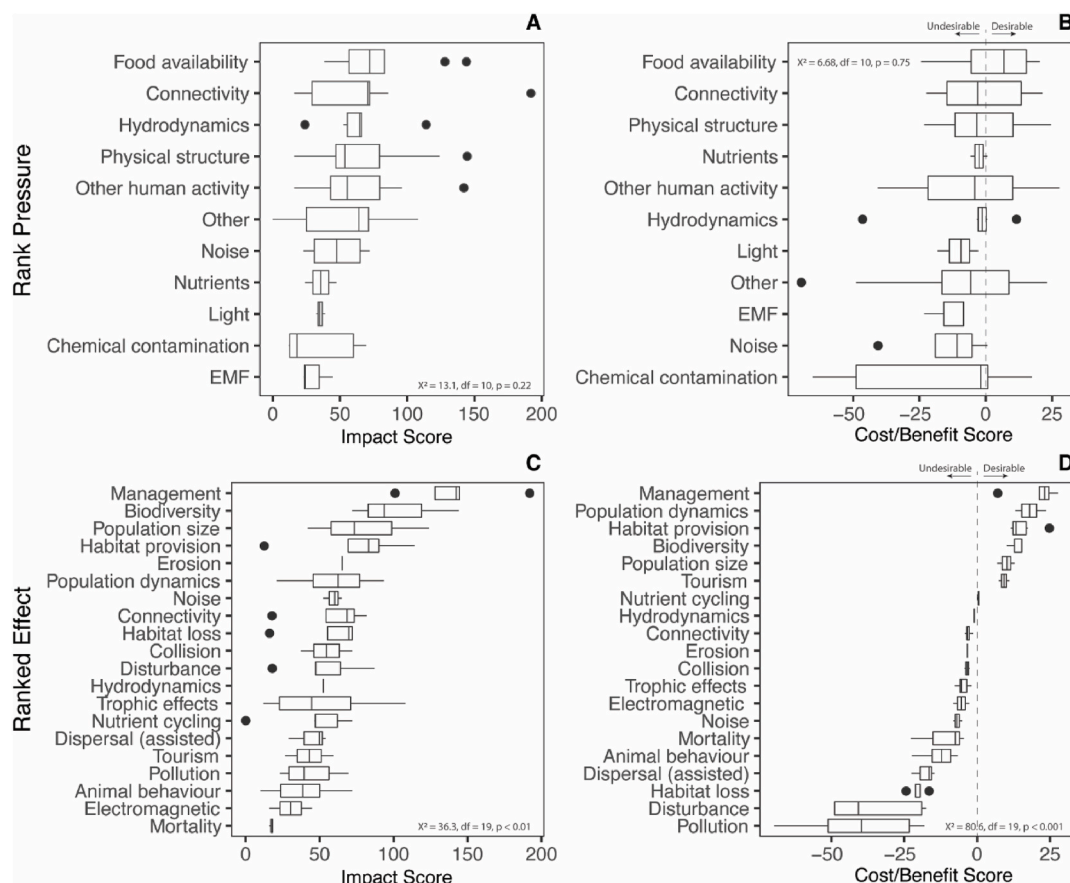 A
Food availability
Connectivity
Hydrodynamics
Physical structure
Other human activity
Other
Noise
Nutrients
Light
Chemical contamination
EMF
Rank Pressure
X² = 13.1, df = 10, p = 0.22
0 50 100 150 200
Impact Score
Undesirable Desirable
B
Food availability
Connectivity
Physical structure
Nutrients
Other human activity
Hydrodynamics
Light
Other
EMF
Noise
Chemical contamination
X² = 6.68, df = 10, p = 0.75
−50 −25 0 25
Cost/Benefit Score
C
Management
Biodiversity
Population size
Habitat provision
Erosion
Population dynamics
Noise
Connectivity
Habitat loss
Collision
Disturbance
Hydrodynamics
Trophic effects
Nutrient cycling
Dispersal (assisted)
Tourism
Pollution
Animal behaviour
Electromagnetic
Mortality
Ranked Effect
X² = 36.3, df = 19, p < 0.01
0 50 100 150 200
Impact Score
Undesirable Desirable
D
Management
Population dynamics
Habitat provision
Biodiversity
Population size
Tourism
Nutrient cycling
Hydrodynamics
Connectivity
Erosion
Collision
Trophic effects
Electromagnetic
Noise
Mortality
Animal behaviour
Dispersal (assisted)
Habitat loss
Disturbance
Pollution
X² = 80.6, df = 19, p < 0.001
−50 −25 0 25
Cost/Benefit Score